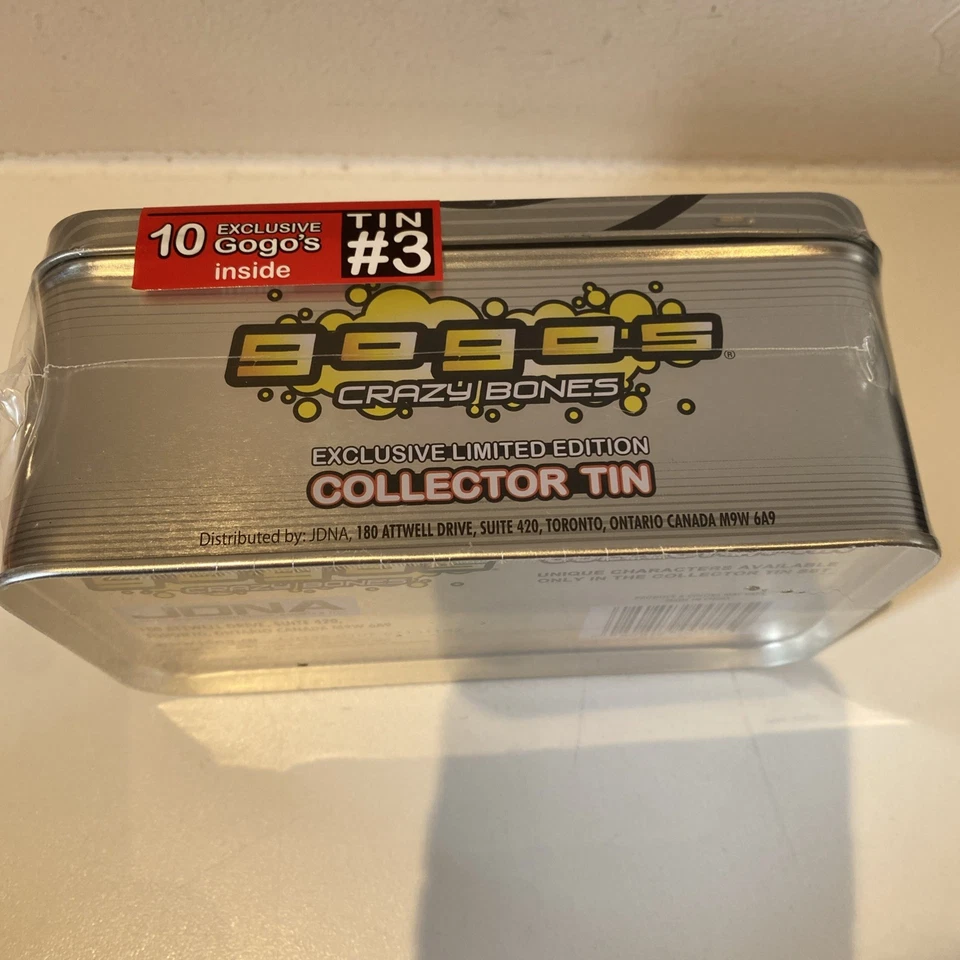 10 EXCLUSIVE
Gogo's
inside
TIN
#3
gogo's®
CRAZY BONES
EXCLUSIVE LIMITED EDITION
COLLECTOR TIN
Distributed by: JDNA, 180 ATTWELL DRIVE, SUITE 420, TORONTO, ONTARIO CANADA M9W 6A9
UNIQUE CHARACTERS AVAILABLE
ONLY IN THE COLLECTOR TIN SET
JDNA